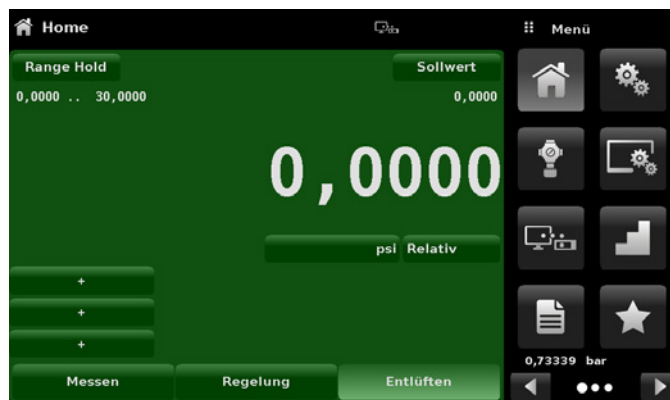 Home
Menü
Range Hold
Sollwert
0,0000 .. 30,0000
0,0000
0,0000
psi Relativ
+
+
+
0,73339 bar
Messen Regelung Entlüften